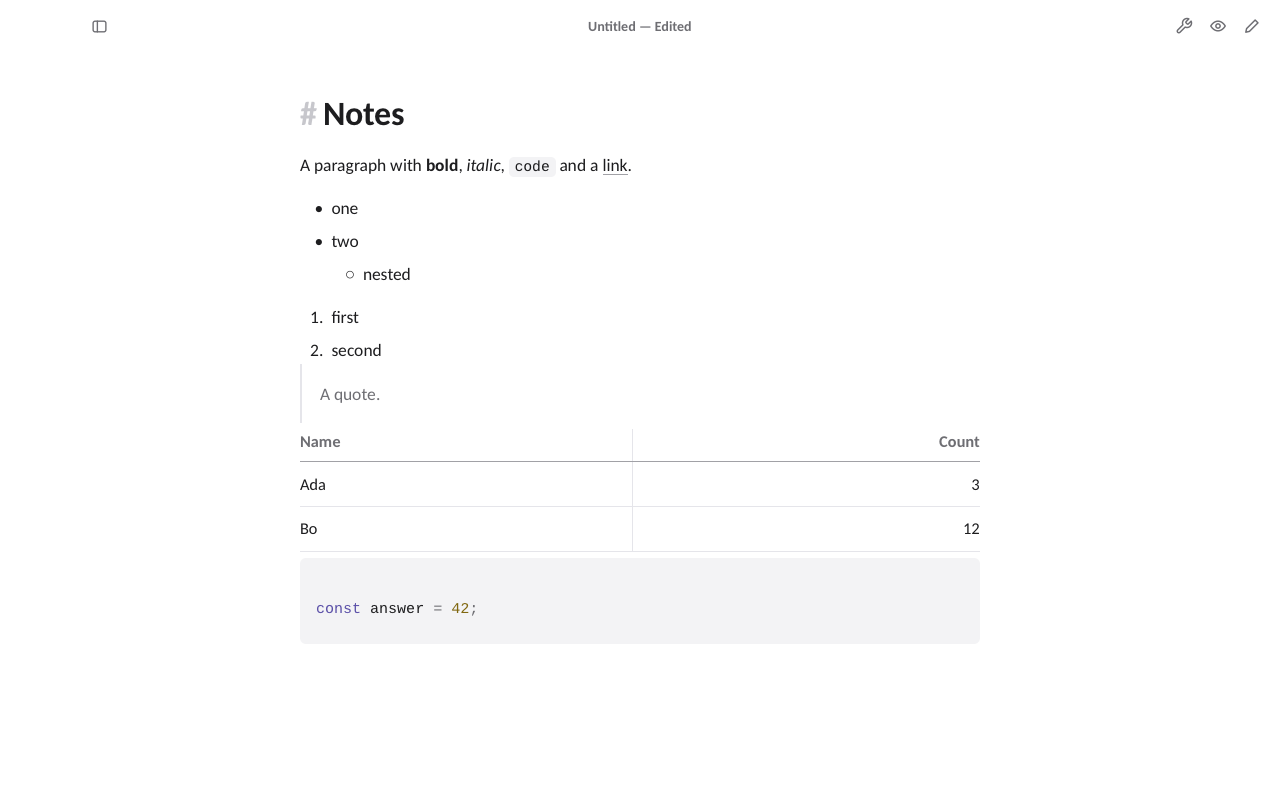 Untitled — Edited
# Notes
A paragraph with bold, italic, code and a link.
• one
• two
○ nested
1. first
2. second
A quote.
Name Count
Ada 3
Bo 12
const answer = 42;